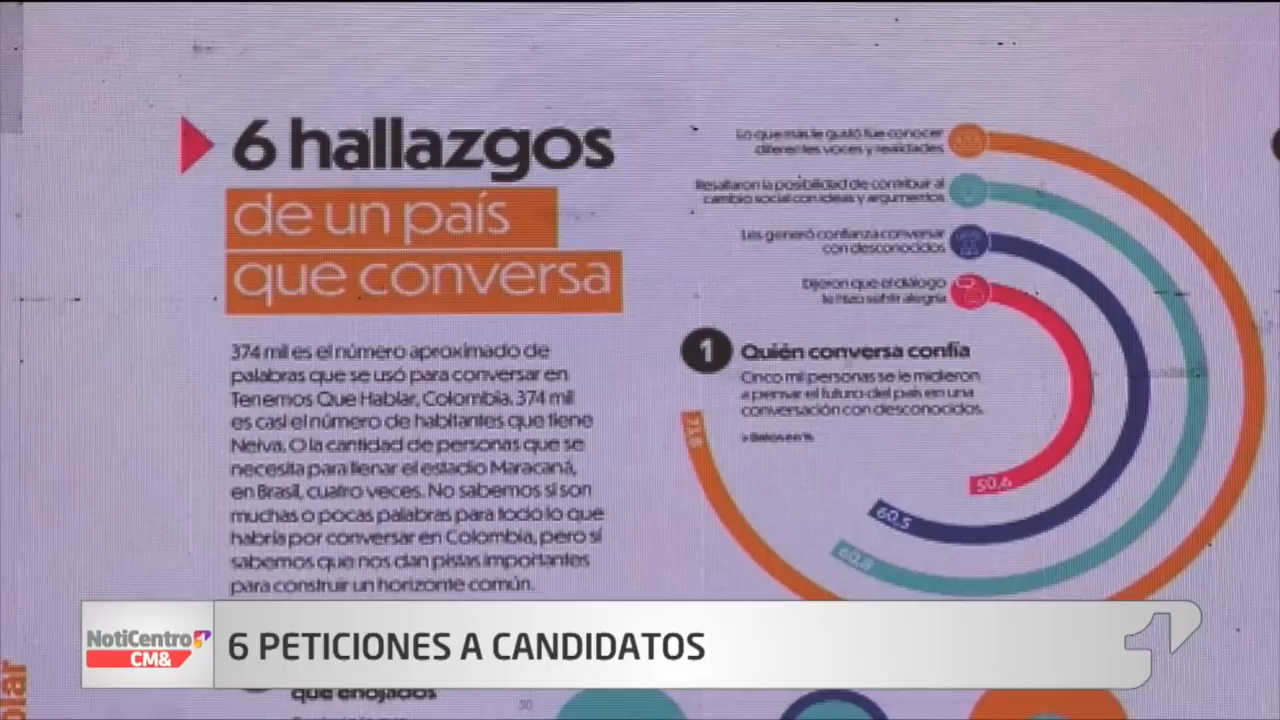 6 hallazgos
de un país
que conversa
374 mil es el número aproximado de
palabras que se usó para conversar en
Tenemos Que Hablar, Colombia. 374 mil
es casi el número de habitantes que tiene
Neiva. O la cantidad de personas que se
necesita para llenar el estadio Maracaná,
en Brasil, cuatro veces. No sabemos si son
muchas o pocas palabras para todo lo que
habría por conversar en Colombia, pero sí
sabemos que nos dan pistas importantes
para construir un horizonte común.
Lo que más le gustó fue conocer
diferentes voces y realidades
Resaltaron la posibilidad de contribuir al
cambio social con ideas y argumentos
Les generó confianza conversar
con desconocidos
Dijeron que el diálogo
le hizo sentir alegría
1
Quién conversa confía
Cinco mil personas se le midieron
a pensar el futuro del país en una
conversación con desconocidos.
50,6
60,5
NotiCentro 1
CM&
6 PETICIONES A CANDIDATOS
1
que enojados
30